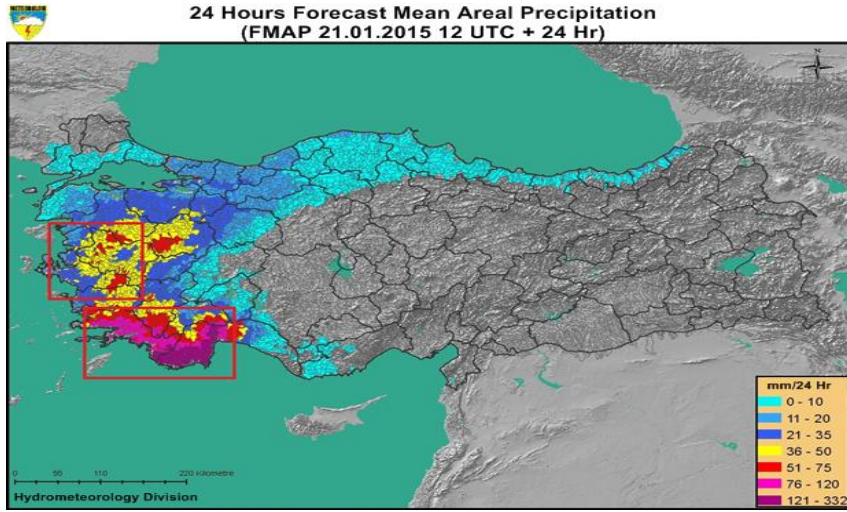 24 Hours Forecast Mean Areal Precipitation
(FMAP 21.01.2015 12 UTC + 24 Hr)
N
mm/24 Hr
0 - 10
11 - 20
21 - 35
36 - 50
51 - 75
76 - 120
121 - 332
0 55 110 220 Kilometre
Hydrometeorology Division